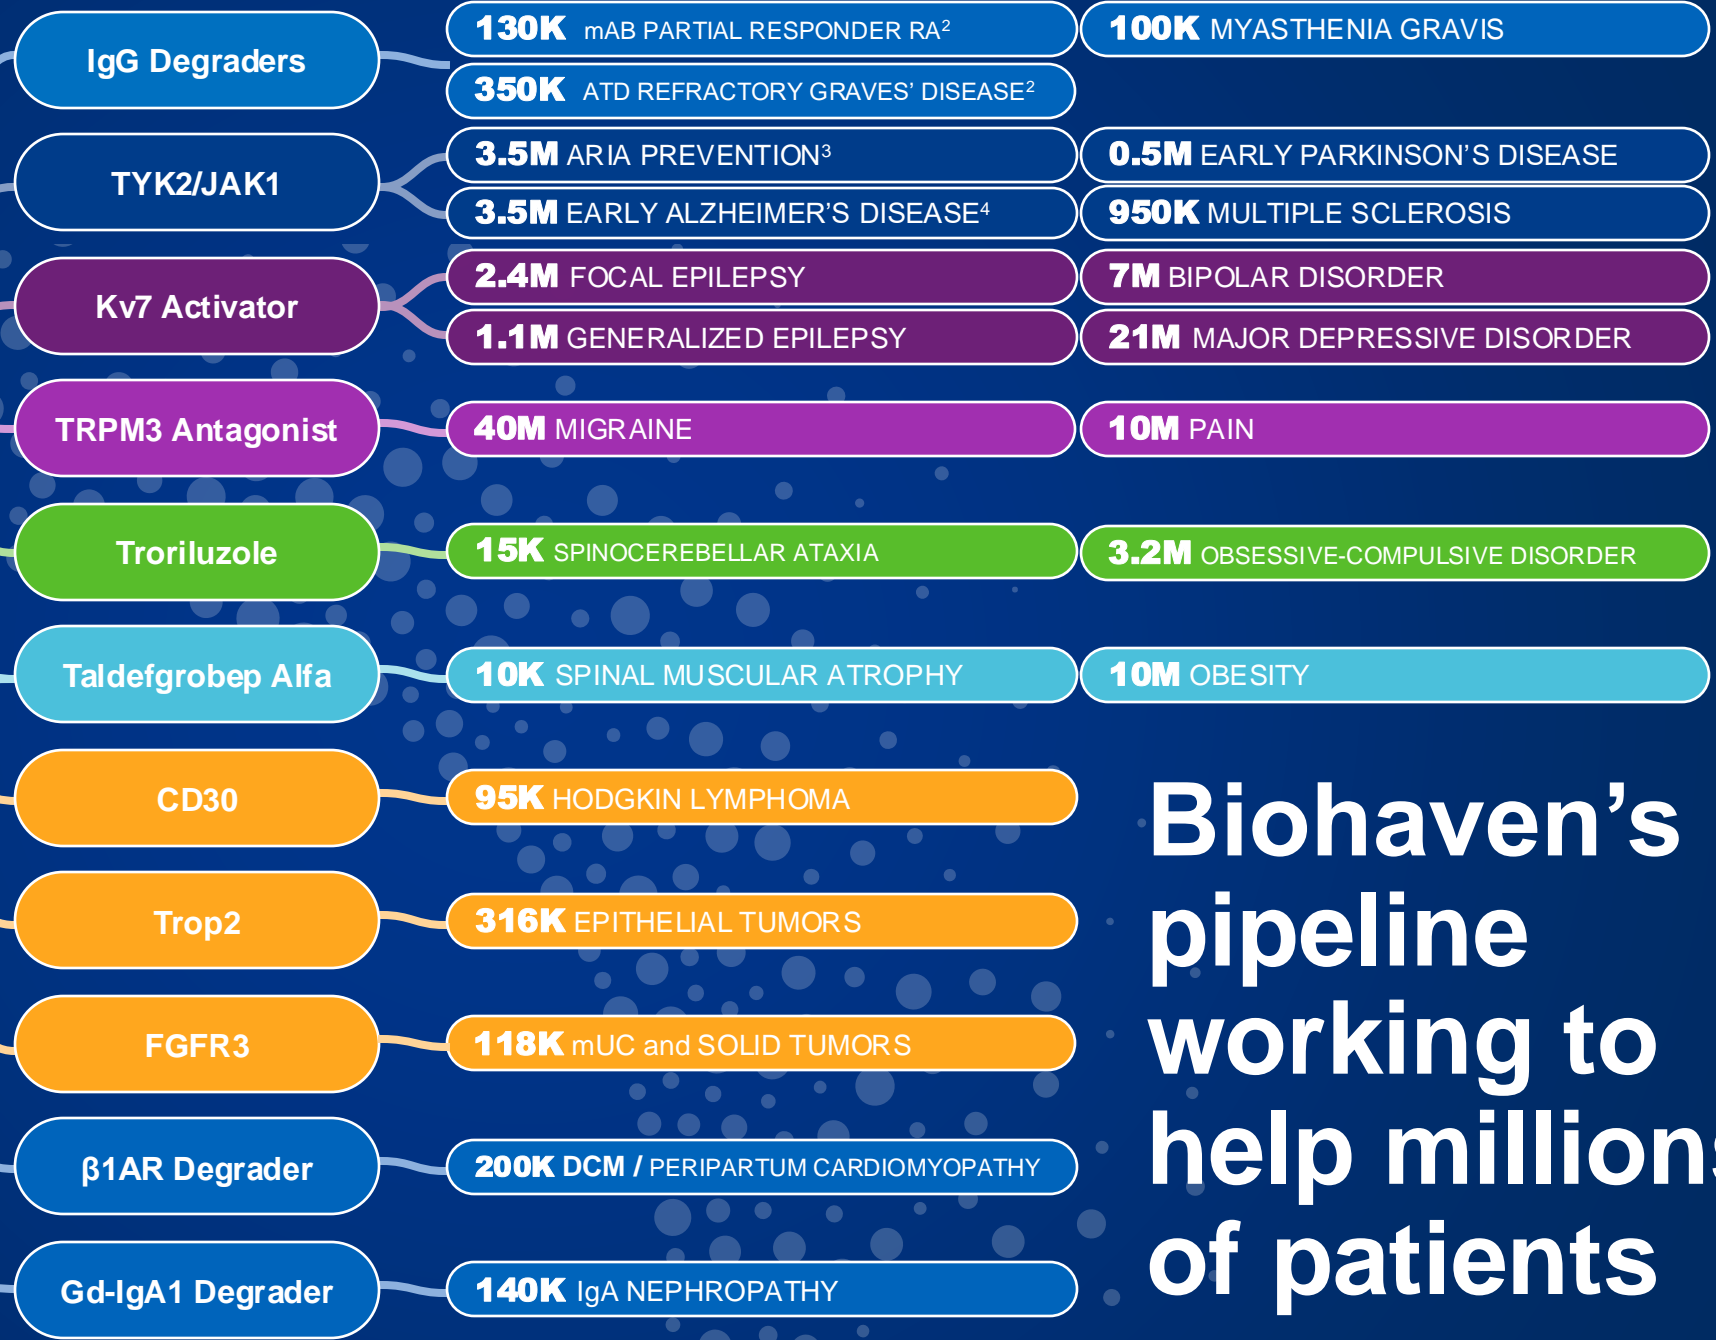 IgG Degraders
130K mAB PARTIAL RESPONDER RA²
100K MYASTHENIA GRAVIS
350K ATD REFRACTORY GRAVES’ DISEASE²
TYK2/JAK1
3.5M ARIA PREVENTION³
0.5M EARLY PARKINSON’S DISEASE
3.5M EARLY ALZHEIMER’S DISEASE⁴
950K MULTIPLE SCLEROSIS
Kv7 Activator
2.4M FOCAL EPILEPSY
7M BIPOLAR DISORDER
1.1M GENERALIZED EPILEPSY
21M MAJOR DEPRESSIVE DISORDER
TRPM3 Antagonist
40M MIGRAINE
10M PAIN
Troriluzole
15K SPINOCEREBELLAR ATAXIA
3.2M OBSESSIVE-COMPULSIVE DISORDER
Taldefgrobep Alfa
10K SPINAL MUSCULAR ATROPHY
10M OBESITY
CD30
95K HODGKIN LYMPHOMA
Trop2
316K EPITHELIAL TUMORS
FGFR3
118K mUC and SOLID TUMORS
β1AR Degrader
200K DCM / PERIPARTUM CARDIOMYOPATHY
Gd-IgA1 Degrader
140K IgA NEPHROPATHY
Biohaven’s
pipeline
working to
help millions
of patients